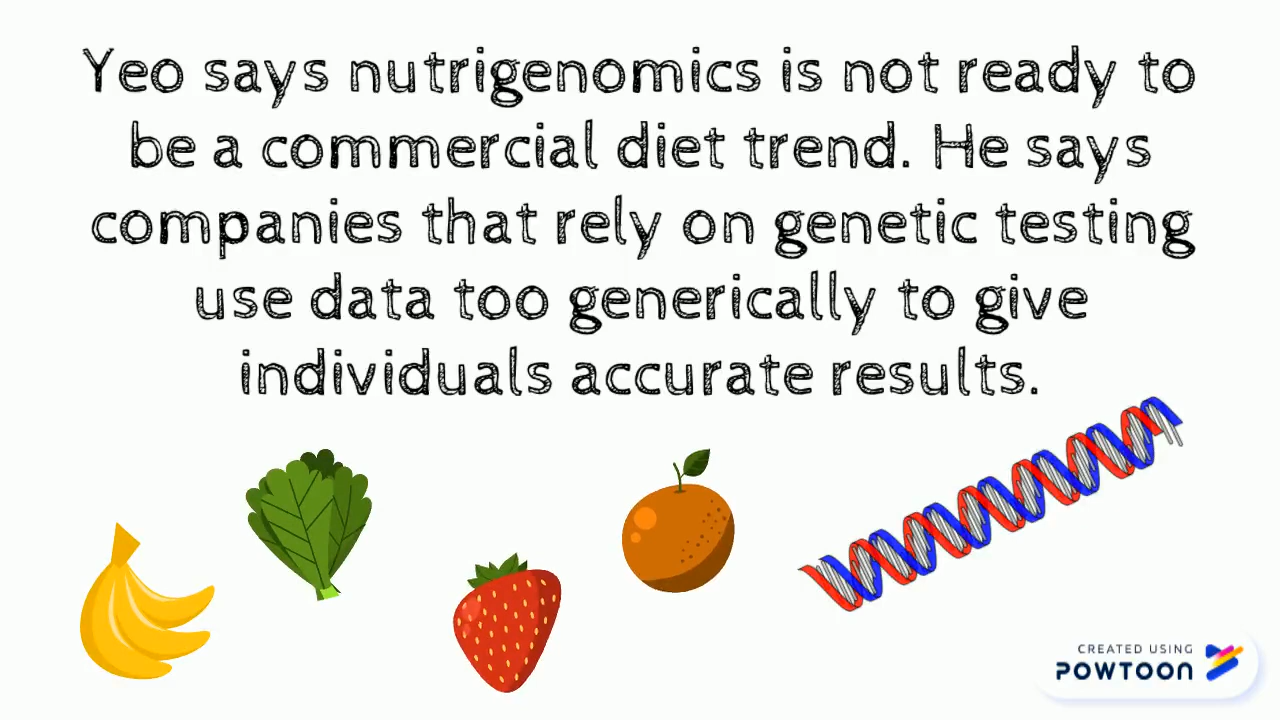 Yeo says nutrigenomics is not ready to
be a commercial diet trend. He says
companies that rely on genetic testing
use data too generically to give
individuals accurate results.
CREATED USING
POWTOON